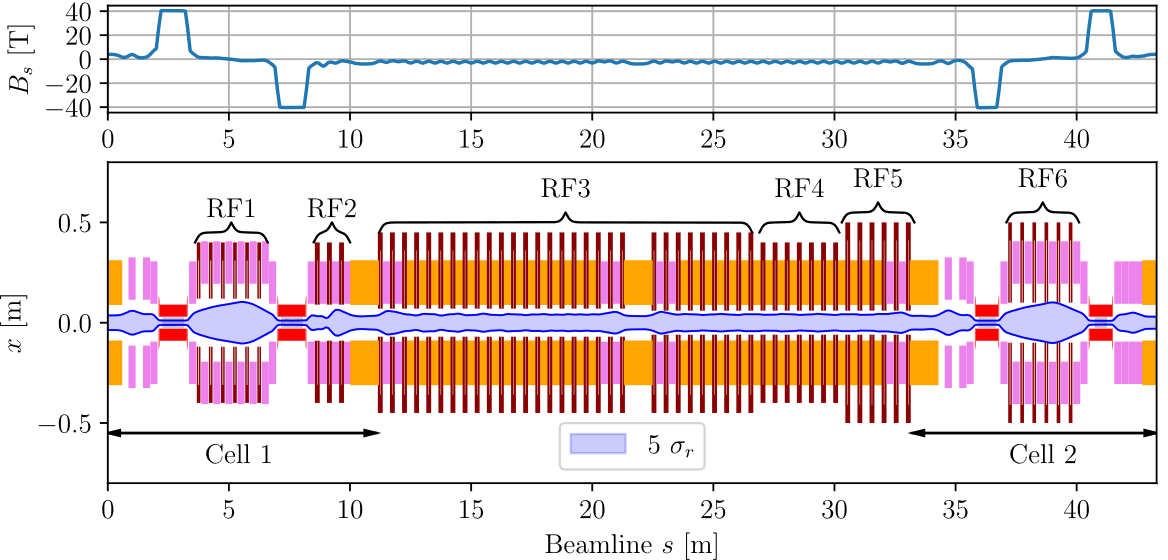 40
20
0
−20
−40
B_s [T]
0 5 10 15 20 25 30 35 40
RF1 RF2 RF3 RF4 RF5 RF6
0.5
0.0
−0.5
x [m]
Cell 1 5 σ_r Cell 2
0 5 10 15 20 25 30 35 40
Beamline s [m]